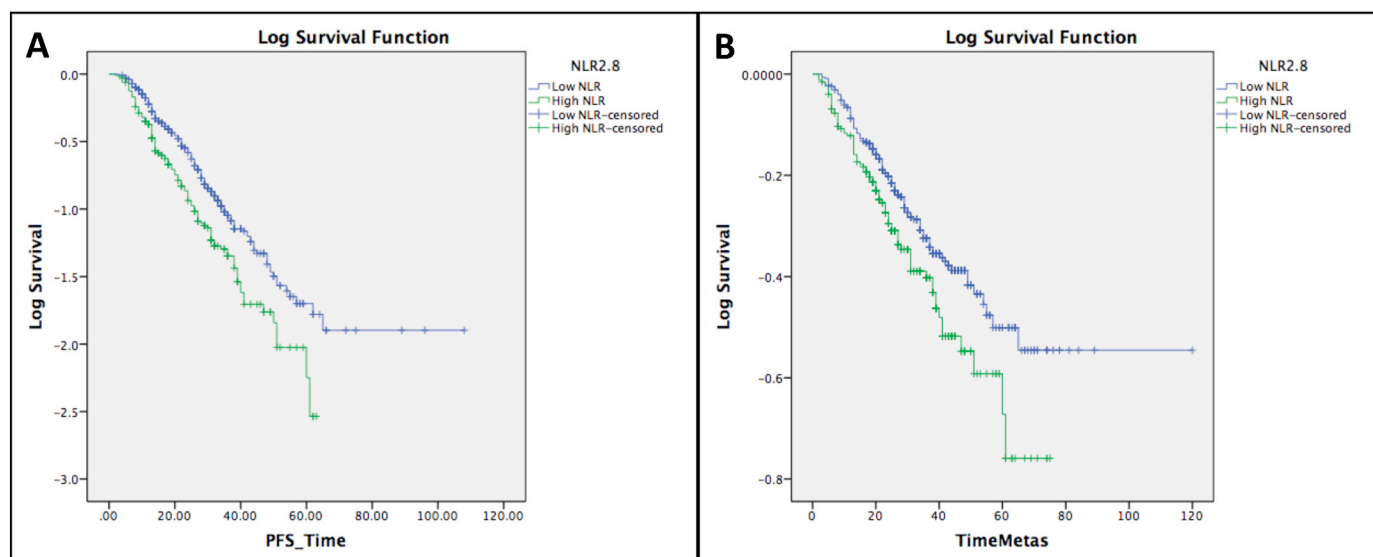 A
Log Survival Function
NLR2.8
Low NLR
High NLR
Low NLR-censored
High NLR-censored
Log Survival
0.0
-0.5
-1.0
-1.5
-2.0
-2.5
-3.0
.00
20.00
40.00
60.00
80.00
100.00
120.00
PFS_Time
B
Log Survival Function
NLR2.8
Low NLR
High NLR
Low NLR-censored
High NLR-censored
Log Survival
0.0000
-0.2
-0.4
-0.6
-0.8
0
20
40
60
80
100
120
TimeMetas